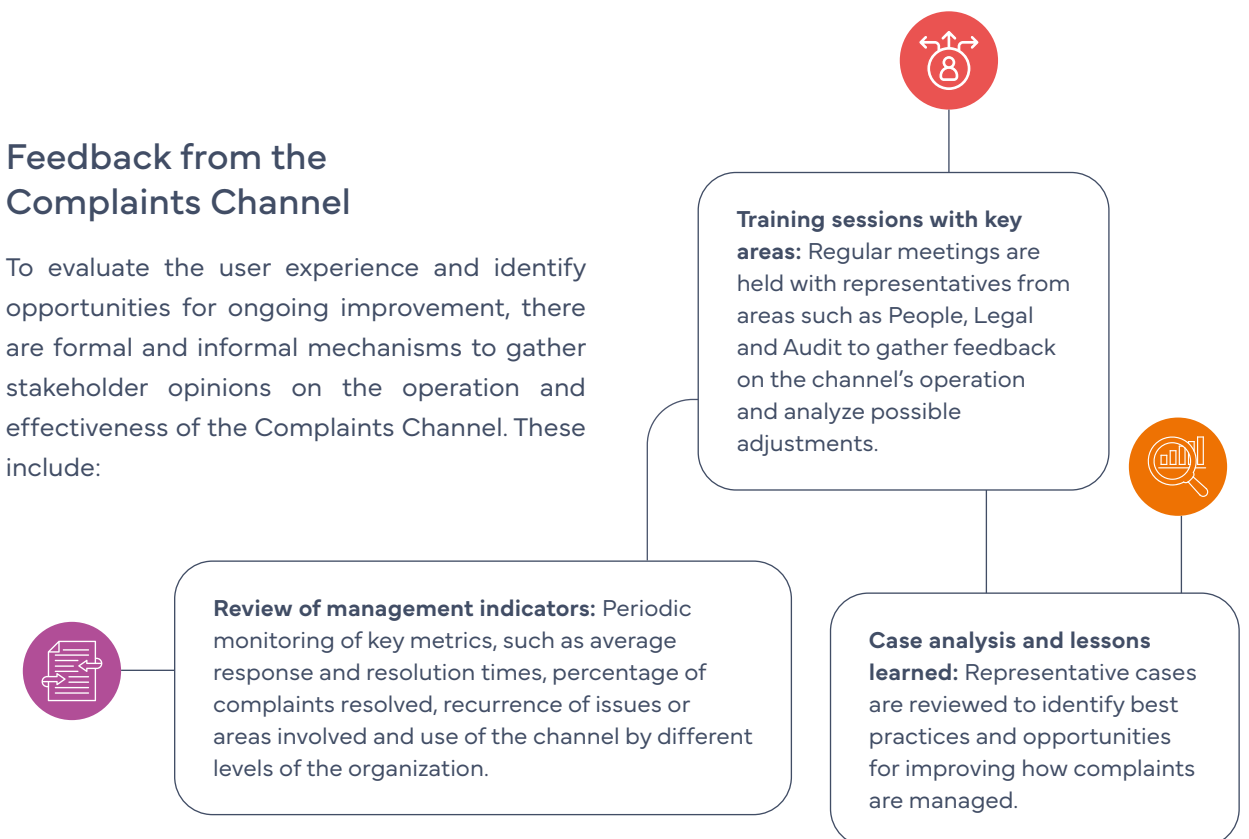 Feedback from the
Complaints Channel
To evaluate the user experience and identify
opportunities for ongoing improvement, there
are formal and informal mechanisms to gather
stakeholder opinions on the operation and
effectiveness of the Complaints Channel. These
include:
Training sessions with key
areas: Regular meetings are
held with representatives from
areas such as People, Legal
and Audit to gather feedback
on the channel’s operation
and analyze possible
adjustments.
Review of management indicators: Periodic
monitoring of key metrics, such as average
response and resolution times, percentage of
complaints resolved, recurrence of issues or
areas involved and use of the channel by different
levels of the organization.
Case analysis and lessons
learned: Representative cases
are reviewed to identify best
practices and opportunities
for improving how complaints
are managed.